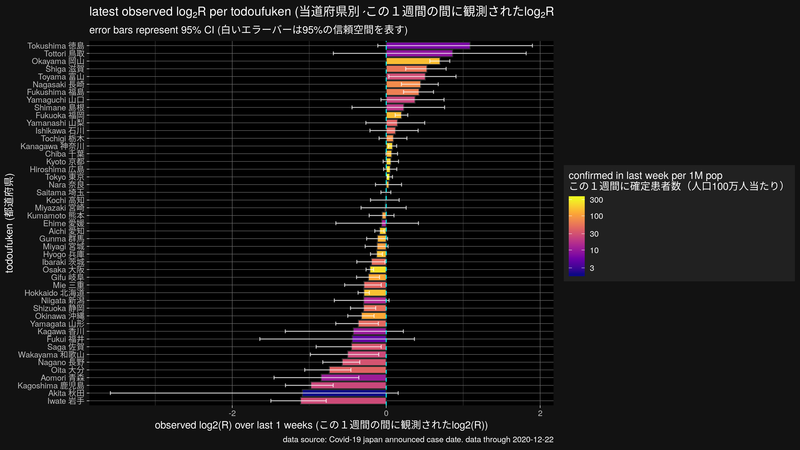 latest observed log₂R per todoufuken (当道府県別 この１週間の間に観測されたlog₂R
error bars represent 95% CI (白いエラーバーは95%の信頼空間を表す)
todoufuken (都道府県)
Tokushima 徳島
Tottori 鳥取
Okayama 岡山
Shiga 滋賀
Toyama 富山
Nagasaki 長崎
Fukushima 福島
Yamaguchi 山口
Shimane 島根
Fukuoka 福岡
Yamanashi 山梨
Ishikawa 石川
Tochigi 栃木
Kanagawa 神奈川
Chiba 千葉
Kyoto 京都
Hiroshima 広島
Tokyo 東京
Nara 奈良
Saitama 埼玉
Kochi 高知
Miyazaki 宮崎
Kumamoto 熊本
Ehime 愛媛
Aichi 愛知
Gunma 群馬
Miyagi 宮城
Hyogo 兵庫
Ibaraki 茨城
Osaka 大阪
Gifu 岐阜
Mie 三重
Hokkaido 北海道
Niigata 新潟
Shizuoka 静岡
Okinawa 沖縄
Yamagata 山形
Kagawa 香川
Fukui 福井
Saga 佐賀
Wakayama 和歌山
Nagano 長野
Oita 大分
Aomori 青森
Kagoshima 鹿児島
Akita 秋田
Iwate 岩手
-2 0 2
observed log2(R) over last 1 weeks (この１週間の間に観測されたlog2(R))
data source: Covid-19 japan announced case date. data through 2020-12-22
confirmed in last week per 1M pop
この１週間に確定患者数（人口100万人当たり）
300
100
30
10
3